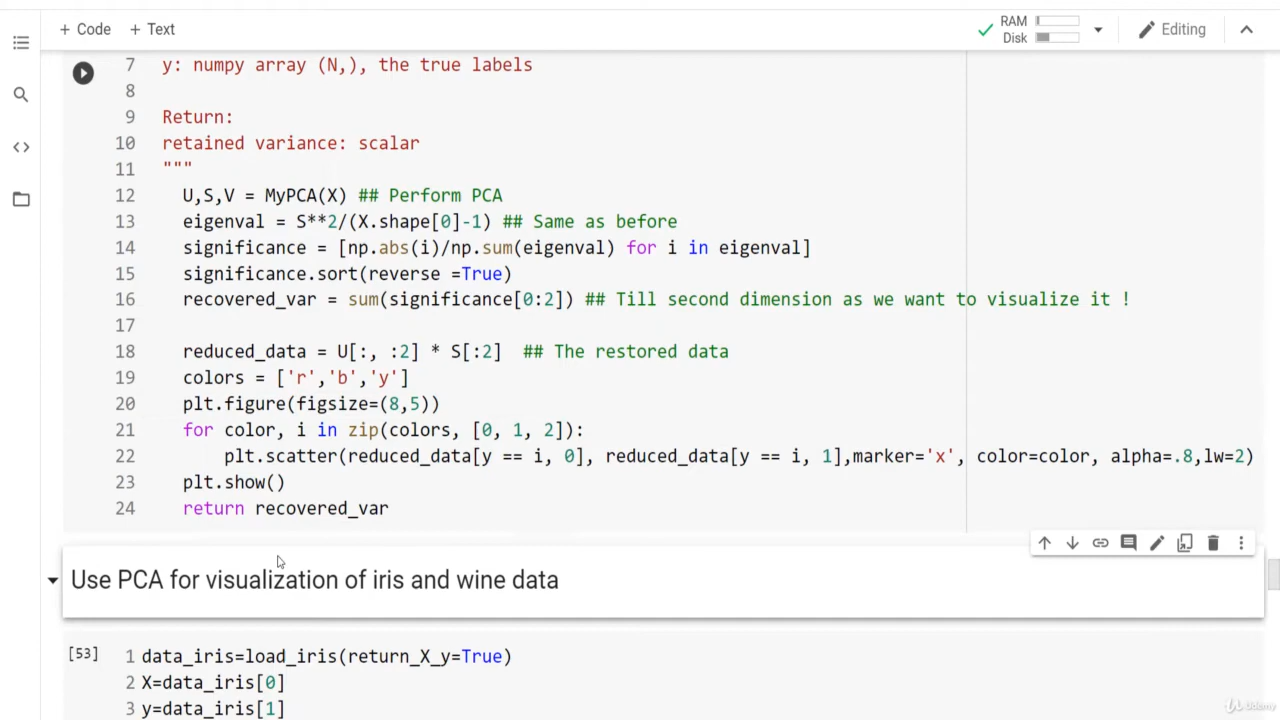 + Code + Text
RAM
Disk
Editing
7 y: numpy array (N,), the true labels
8
9 Return:
10 retained variance: scalar
11 """
12 U,S,V = MyPCA(X) ## Perform PCA
13 eigenval = S**2/(X.shape[0]-1) ## Same as before
14 significance = [np.abs(i)/np.sum(eigenval) for i in eigenval]
15 significance.sort(reverse =True)
16 recovered_var = sum(significance[0:2]) ## Till second dimension as we want to visualize it !
17
18 reduced_data = U[:, :2] * S[:2] ## The restored data
19 colors = ['r','b','y']
20 plt.figure(figsize=(8,5))
21 for color, i in zip(colors, [0, 1, 2]):
22 plt.scatter(reduced_data[y == i, 0], reduced_data[y == i, 1],marker='x', color=color, alpha=.8,lw=2)
23 plt.show()
24 return recovered_var
Use PCA for visualization of iris and wine data
[53]
1 data_iris=load_iris(return_X_y=True)
2 X=data_iris[0]
3 y=data_iris[1]
Udemy